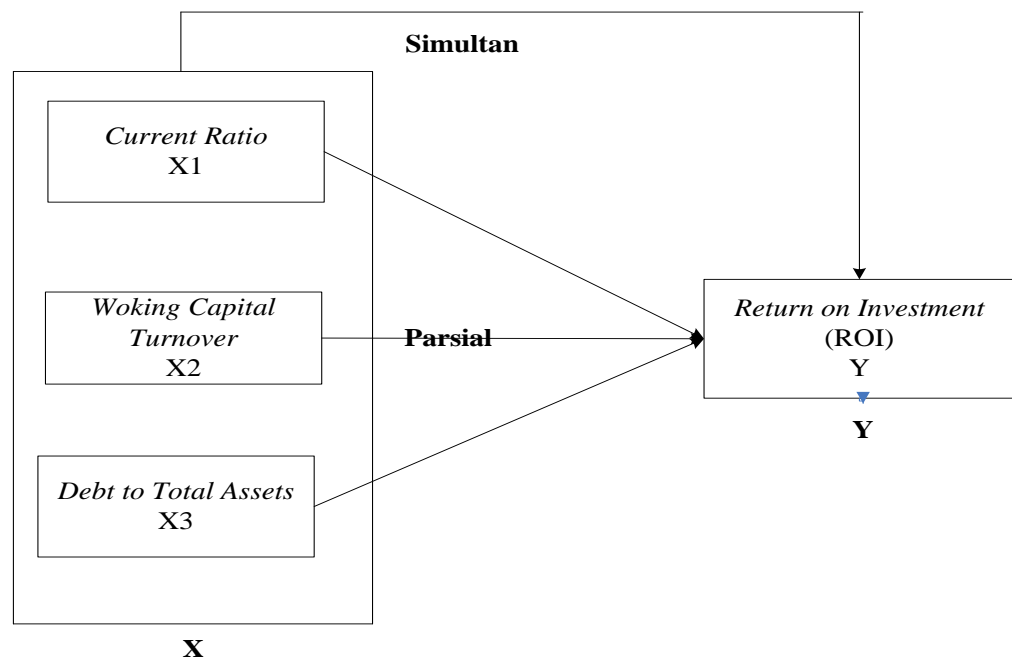 Simultan
Current Ratio
X1
Woking Capital
Turnover
X2
Parsial
Return on Investment
(ROI)
Y
Y
Debt to Total Assets
X3
X